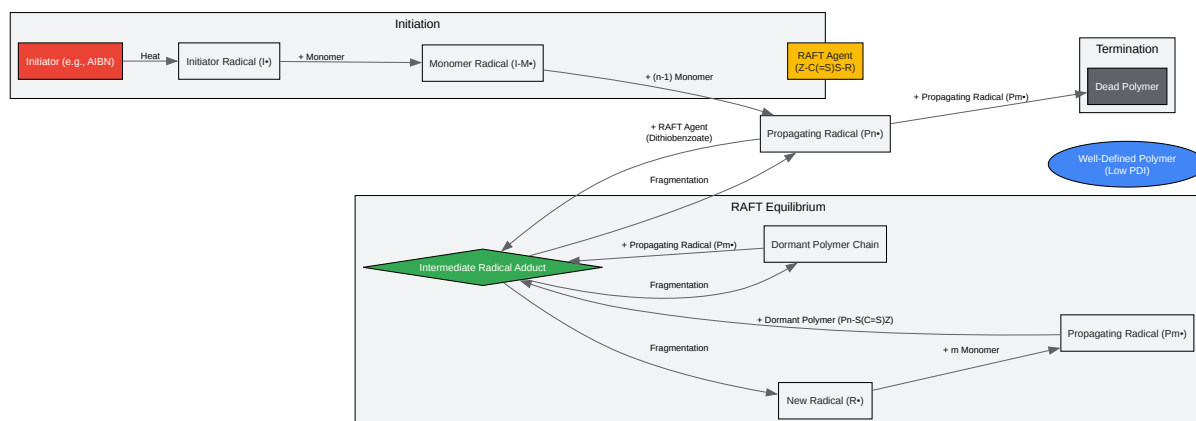 Initiation
Initiator (e.g., AIBN)
Heat
Initiator Radical (I•)
+ Monomer
Monomer Radical (I-M•)
+ (n-1) Monomer
RAFT Agent
(Z-C(=S)S-R)
Termination
Dead Polymer
+ Propagating Radical (Pm•)
Propagating Radical (Pn•)
+ RAFT Agent
(Dithiobenzoate)
Fragmentation
Well-Defined Polymer
(Low PDI)
RAFT Equilibrium
Intermediate Radical Adduct
+ Propagating Radical (Pm•)
Dormant Polymer Chain
Fragmentation
+ Dormant Polymer (Pn-S(C=S)Z)
Propagating Radical (Pm•)
Fragmentation
+ m Monomer
New Radical (R•)